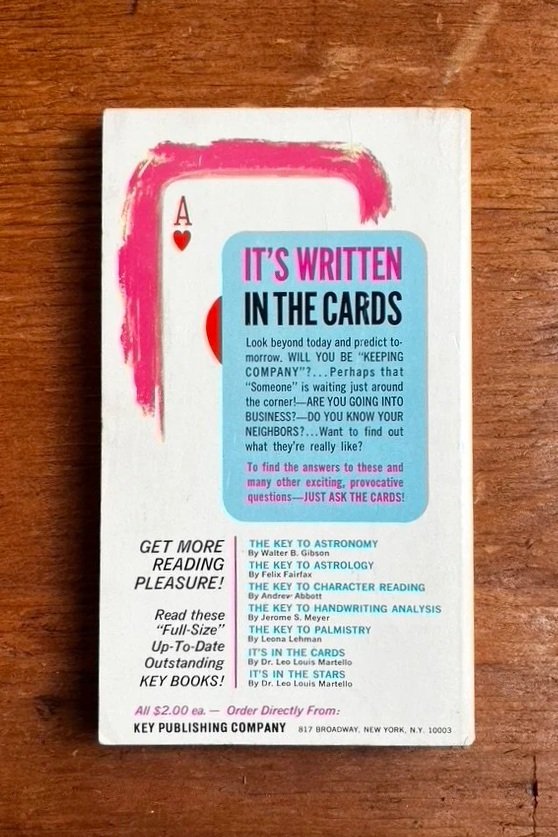 A
IT'S WRITTEN
IN THE CARDS
Look beyond today and predict to-
morrow. WILL YOU BE "KEEPING
COMPANY"?...Perhaps that
"Someone" is waiting just around
the corner!—ARE YOU GOING INTO
BUSINESS?—DO YOU KNOW YOUR
NEIGHBORS?...Want to find out
what they're really like?
To find the answers to these and
many other exciting, provocative
questions—JUST ASK THE CARDS!
GET MORE
READING
PLEASURE!
Read these
"Full-Size"
Up-To-Date
Outstanding
KEY BOOKS!
THE KEY TO ASTRONOMY
By Walter B. Gibson
THE KEY TO ASTROLOGY
By Felix Fairfax
THE KEY TO CHARACTER READING
By Andrew Abbott
THE KEY TO HANDWRITING ANALYSIS
By Jerome S. Meyer
THE KEY TO PALMISTRY
By Leona Lehman
IT'S IN THE CARDS
By Dr. Leo Louis Martello
IT'S IN THE STARS
By Dr. Leo Louis Martello
All $2.00 ea. — Order Directly From:
KEY PUBLISHING COMPANY 817 BROADWAY, NEW YORK, N.Y. 10003